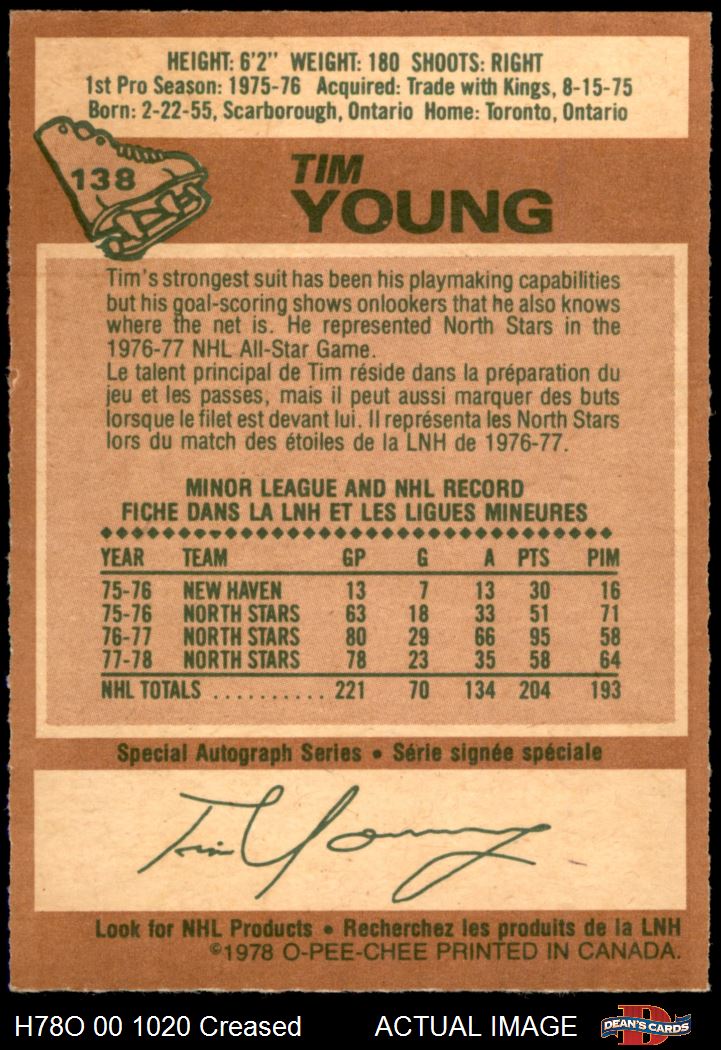 HEIGHT: 6'2" WEIGHT: 180 SHOOTS: RIGHT
1st Pro Season: 1975-76 Acquired: Trade with Kings, 8-15-75
Born: 2-22-55, Scarborough, Ontario Home: Toronto, Ontario
138
TIM
YOUNG
Tim's strongest suit has been his playmaking capabilities
but his goal-scoring shows onlookers that he also knows
where the net is. He represented North Stars in the
1976-77 NHL All-Star Game.
Le talent principal de Tim réside dans la préparation du
jeu et les passes, mais il peut aussi marquer des buts
lorsque le filet est devant lui. Il représenta les North Stars
lors du match des étoiles de la LNH de 1976-77.
MINOR LEAGUE AND NHL RECORD
FICHE DANS LA LNH ET LES LIGUES MINEURES
YEAR TEAM GP G A PTS PIM
75-76 NEW HAVEN 13 7 13 30 16
75-76 NORTH STARS 63 18 33 51 71
76-77 NORTH STARS 80 29 66 95 58
77-78 NORTH STARS 78 23 35 58 64
NHL TOTALS .......... 221 70 134 204 193
Special Autograph Series • Série signée spéciale
Tim Young
Look for NHL Products • Recherchez les produits de la LNH
©1978 O-PEE-CHEE PRINTED IN CANADA.
H78O 00 1020 Creased ACTUAL IMAGE DEAN'S CARDS